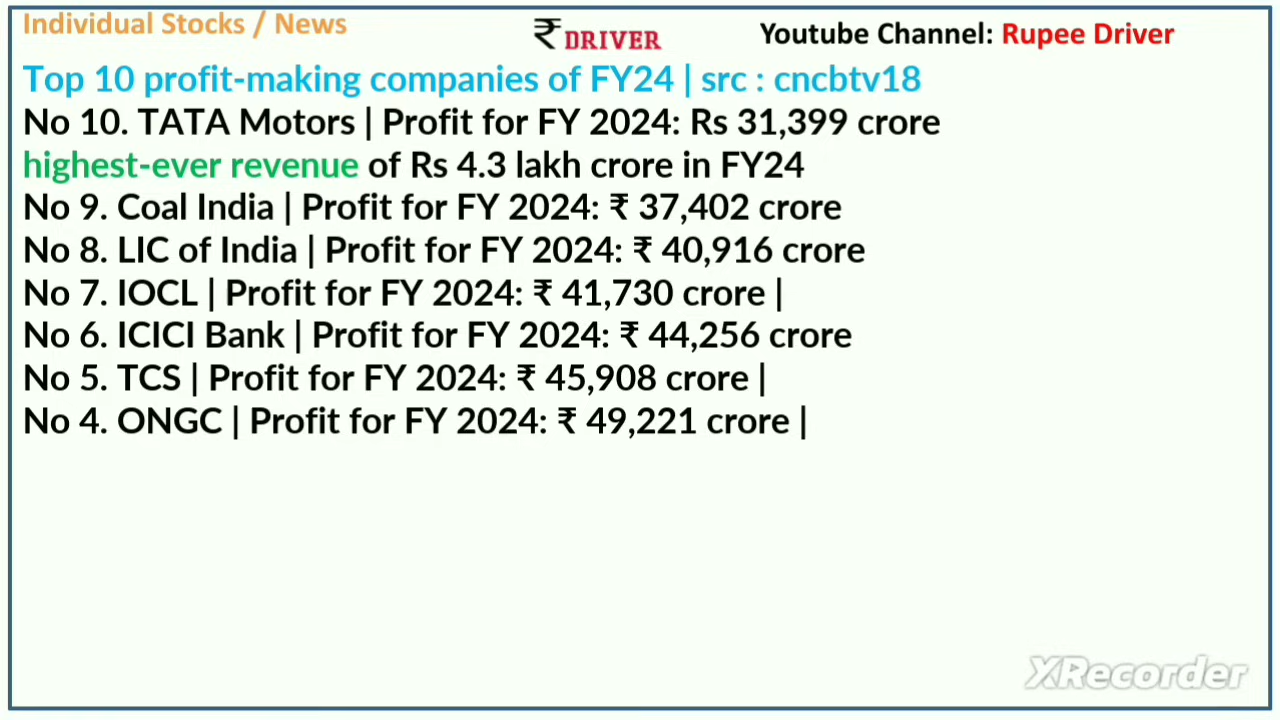 Individual Stocks / News
₹ DRIVER
Youtube Channel: Rupee Driver
Top 10 profit-making companies of FY24 | src : cncbtv18
No 10. TATA Motors | Profit for FY 2024: Rs 31,399 crore
highest-ever revenue of Rs 4.3 lakh crore in FY24
No 9. Coal India | Profit for FY 2024: ₹ 37,402 crore
No 8. LIC of India | Profit for FY 2024: ₹ 40,916 crore
No 7. IOCL | Profit for FY 2024: ₹ 41,730 crore |
No 6. ICICI Bank | Profit for FY 2024: ₹ 44,256 crore
No 5. TCS | Profit for FY 2024: ₹ 45,908 crore |
No 4. ONGC | Profit for FY 2024: ₹ 49,221 crore |
XRecorder